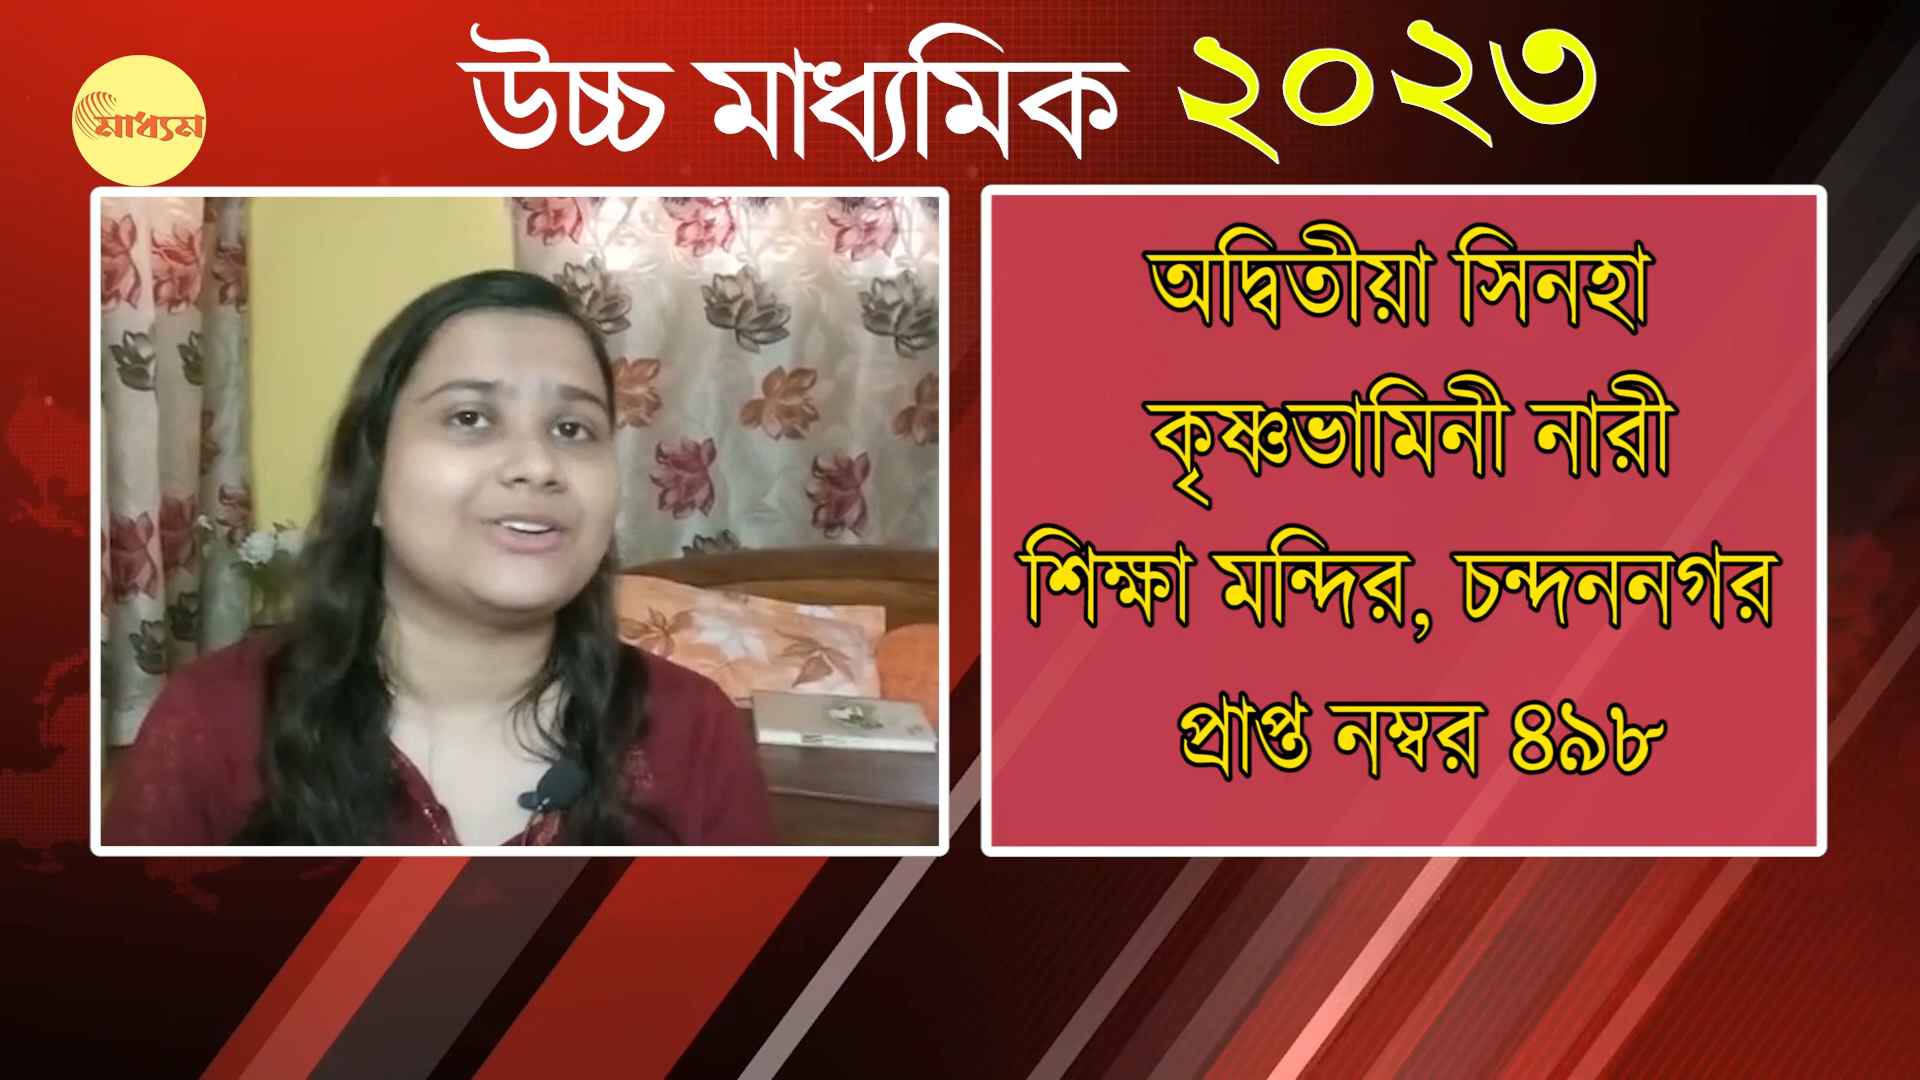 উচ্চ মাধ্যমিক ২০২৩
মাধ্যম
অদ্বিতীয়া সিনহা
কৃষ্ণভামিনী নারী
শিক্ষা মন্দির, চন্দননগর
প্রাপ্ত নম্বর ৪৯৮